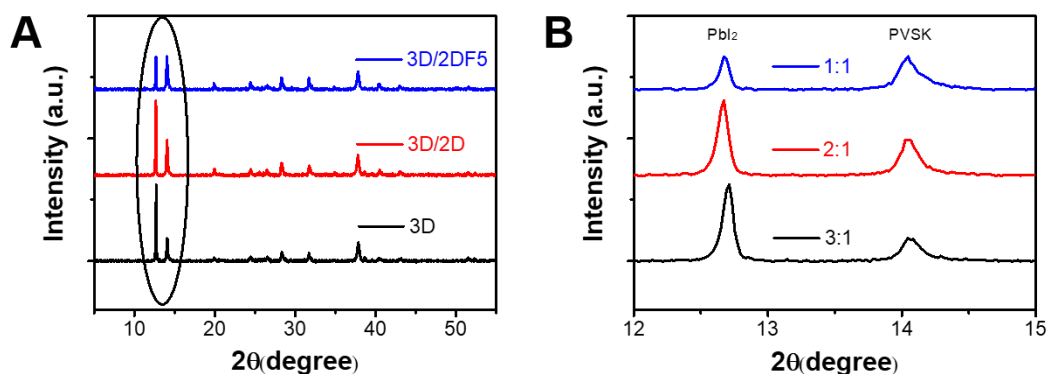 A
Intensity (a.u.)
3D/2DF5
3D/2D
3D
10 20 30 40 50
2θ(degree)
B
Intensity (a.u.)
PbI₂ PVSK
1:1
2:1
3:1
12 13 14 15
2θ(degree)